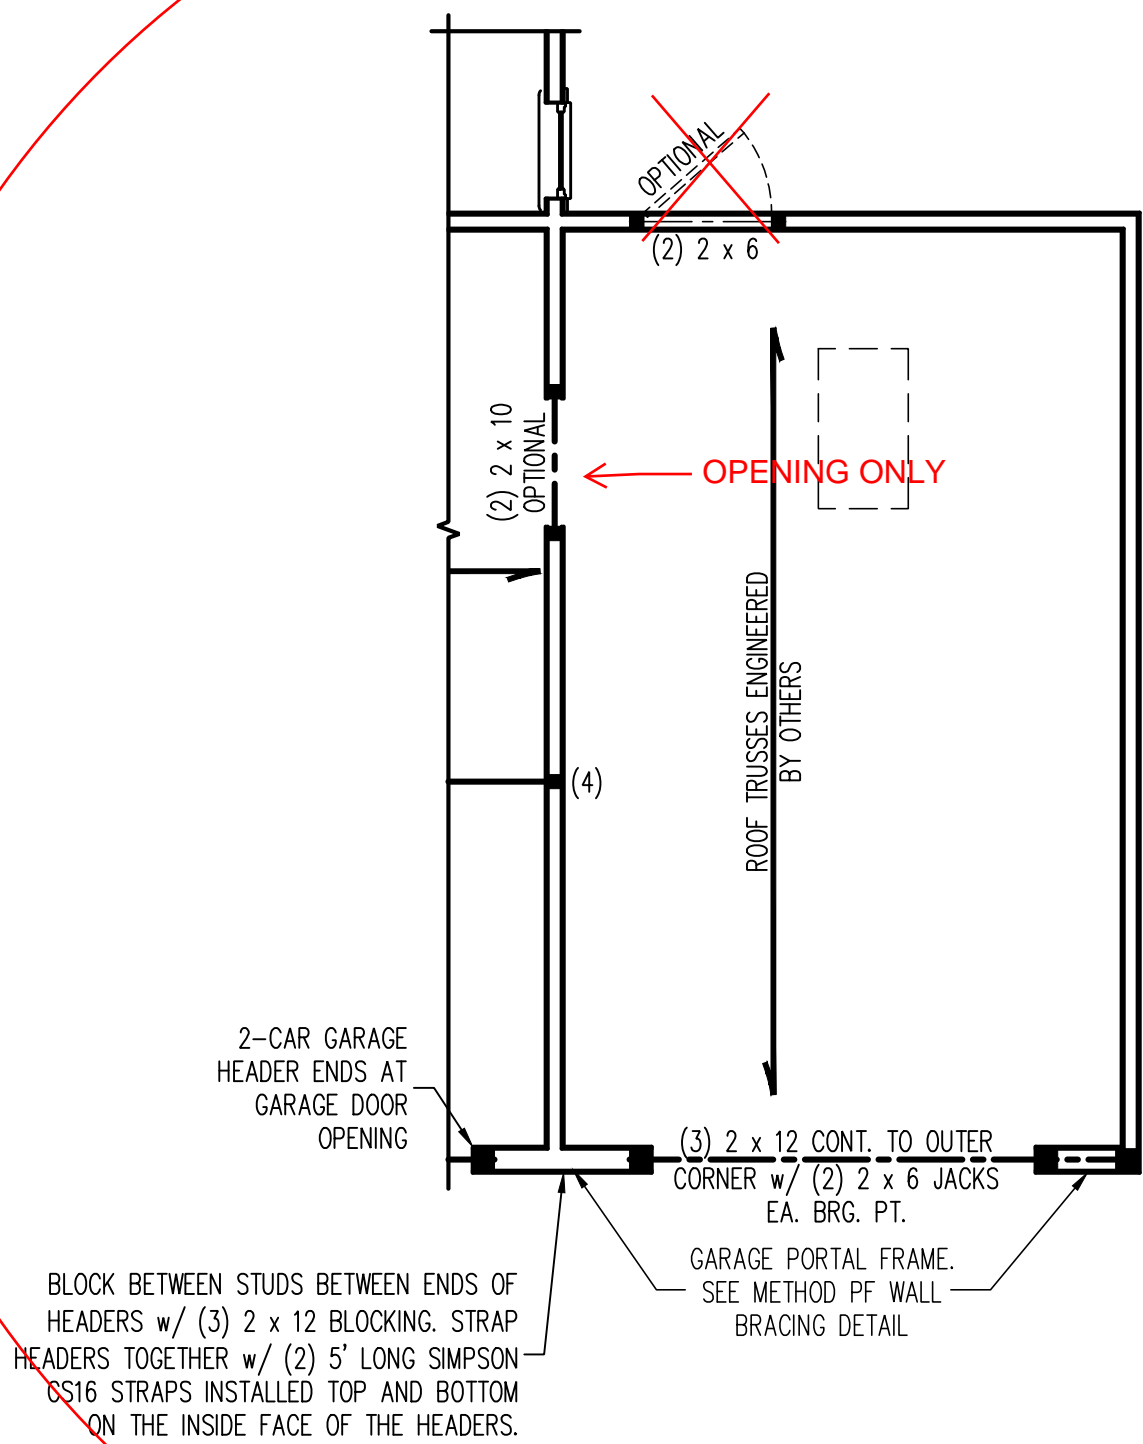 OPTIONAL
(2) 2 x 6
(2) 2 x 10
OPTIONAL
OPENING ONLY
ROOF TRUSSES ENGINEERED
BY OTHERS
(4)
2-CAR GARAGE
HEADER ENDS AT
GARAGE DOOR
OPENING
(3) 2 x 12 CONT. TO OUTER
CORNER w/ (2) 2 x 6 JACKS
EA. BRG. PT.
GARAGE PORTAL FRAME.
SEE METHOD PF WALL
BRACING DETAIL
BLOCK BETWEEN STUDS BETWEEN ENDS OF
HEADERS w/ (3) 2 x 12 BLOCKING. STRAP
HEADERS TOGETHER w/ (2) 5' LONG SIMPSON
CS16 STRAPS INSTALLED TOP AND BOTTOM
ON THE INSIDE FACE OF THE HEADERS.